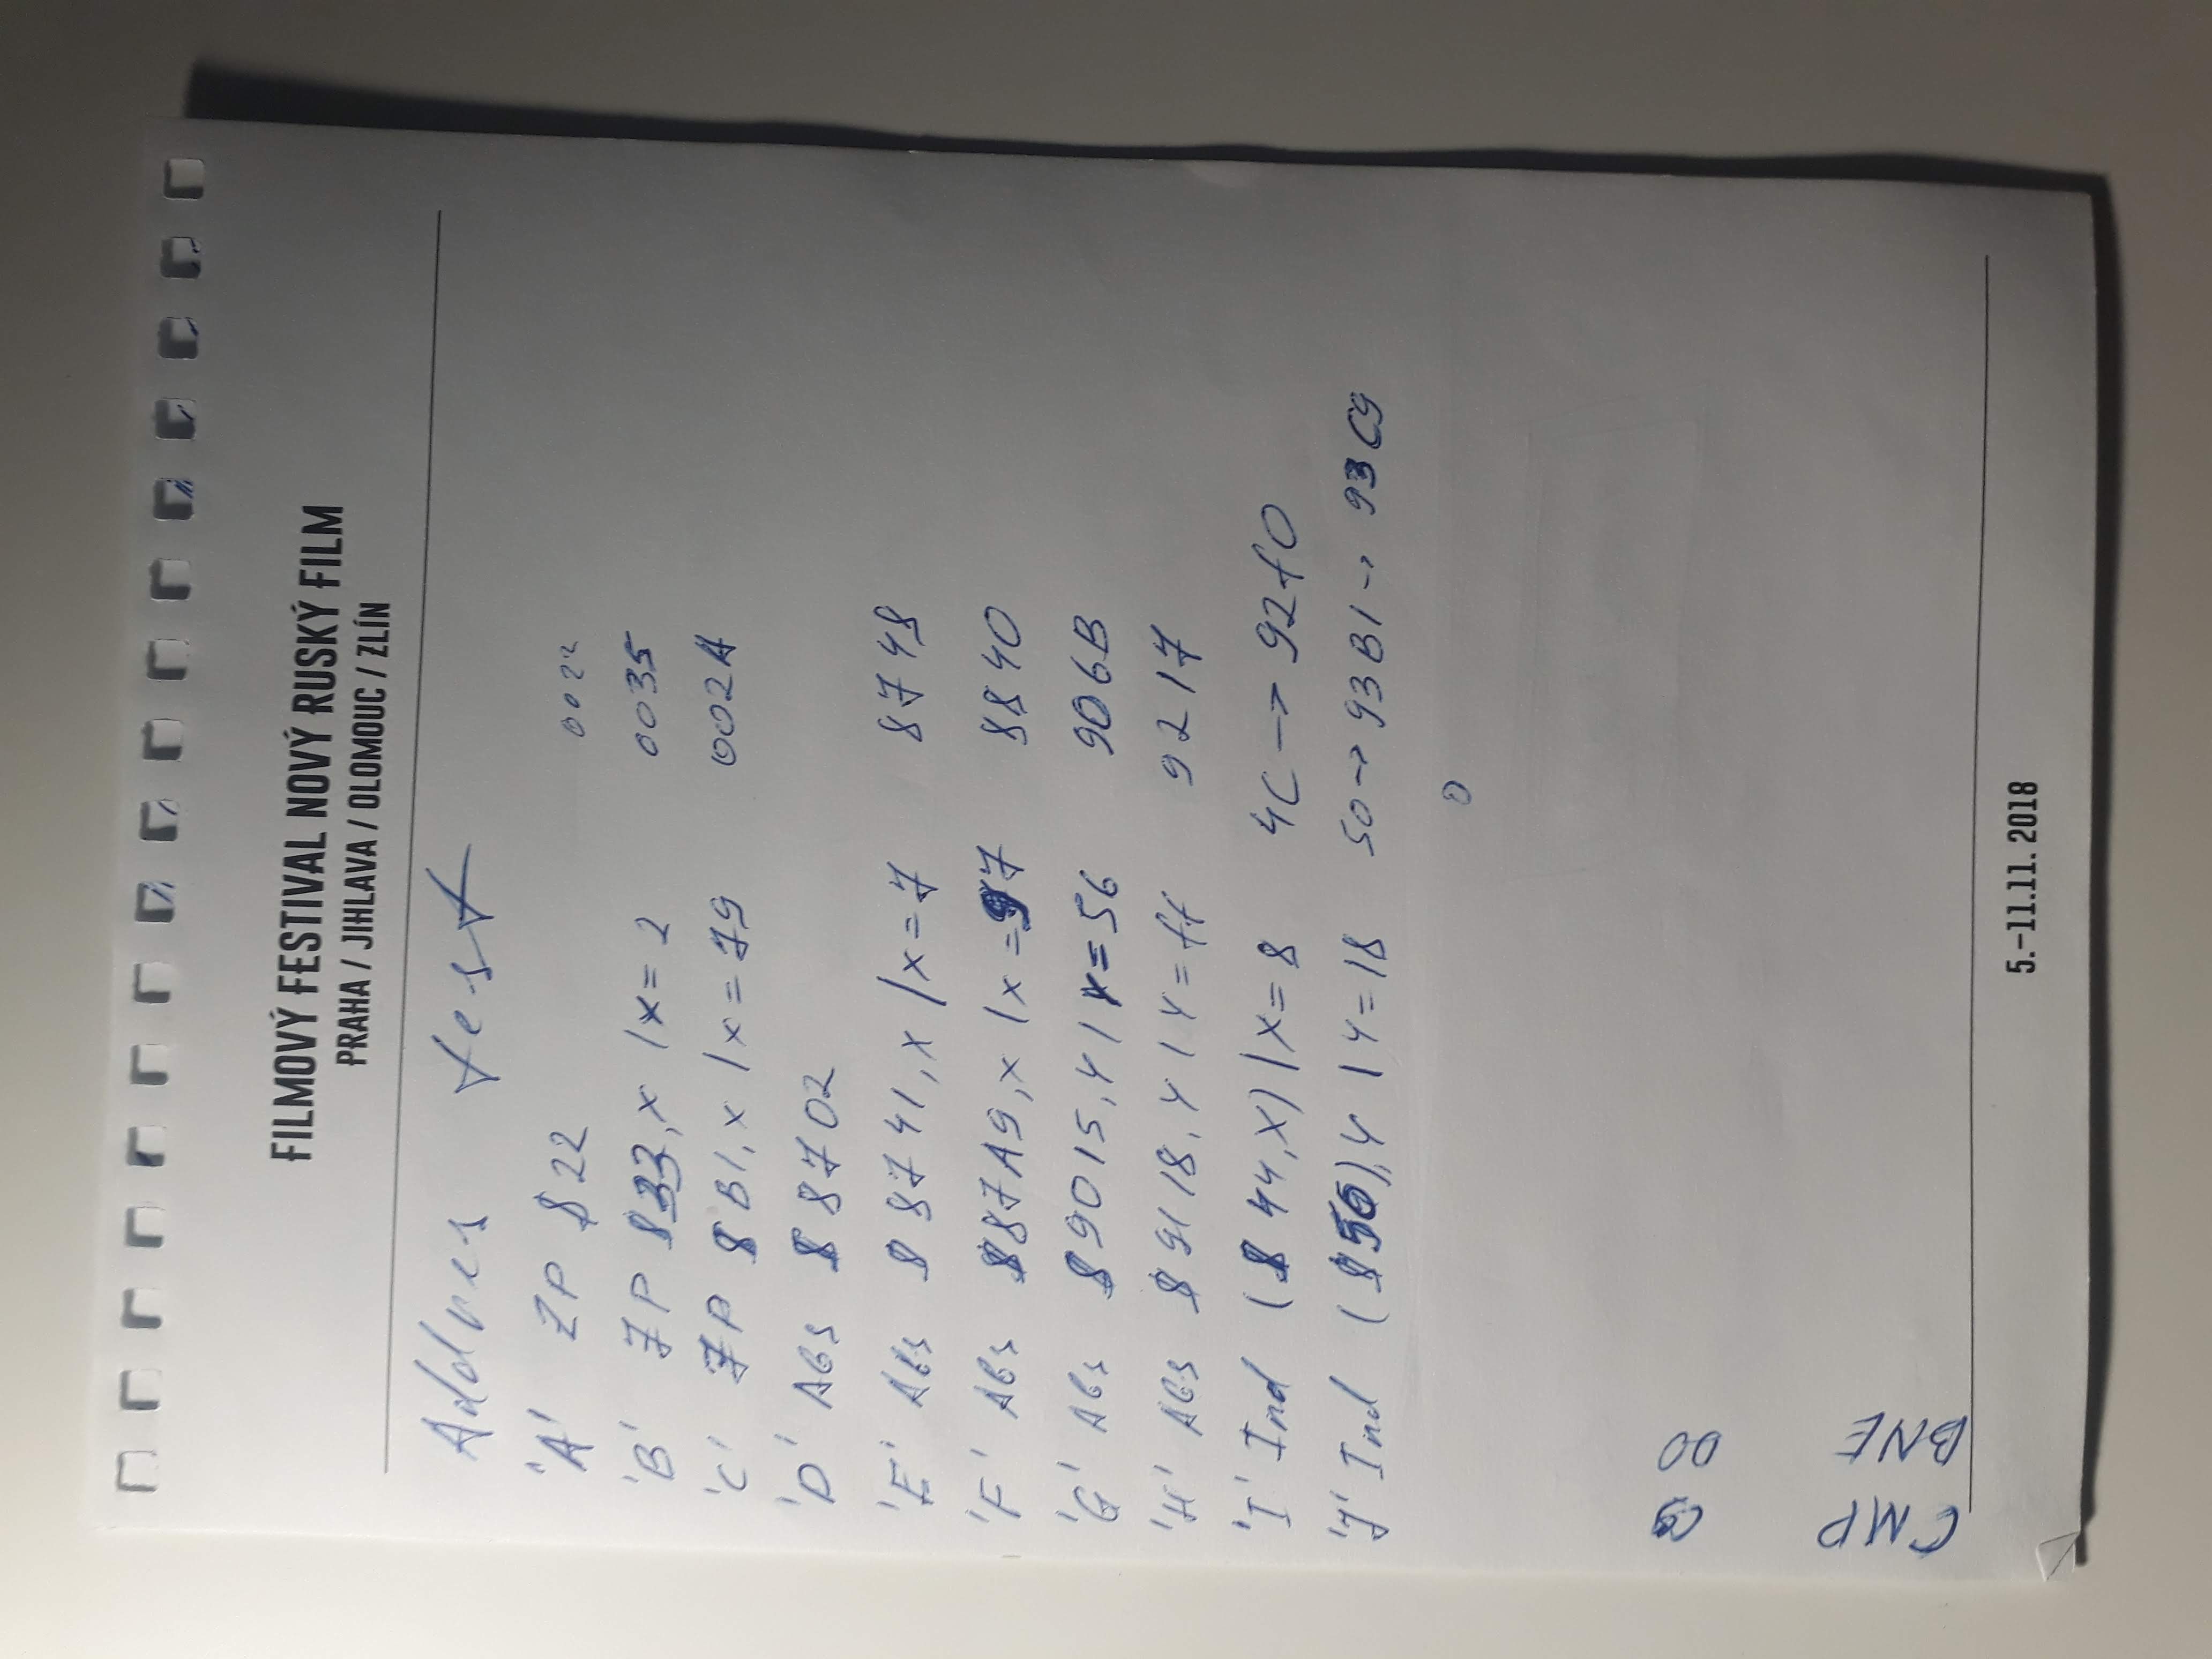 FILMOVÝ FESTIVAL NOVÝ RUSKÝ FILM
PRAHA / JIHLAVA / OLOMOUC / ZLÍN
Addres test
'A' ZP $22 0022
'B' ZP $33,x /x=2 0035
'C' ZP $B1,x /x=79 002A
'D' Abs $8702
'E' Abs $8741,x /x=7 8748
'F' Abs $87A9,x /x=97 8840
'G' Abs $9015,y /y=56 906B
'H' Abs $9118,y /y=ff 9217
'I' Ind ($44,X) /X=8 4C -> 92f0
'J' Ind ($50),y /y=18 50 -> 93B1 -> 93C9
0
CMP C9
BNE D0
5.–11.11. 2018